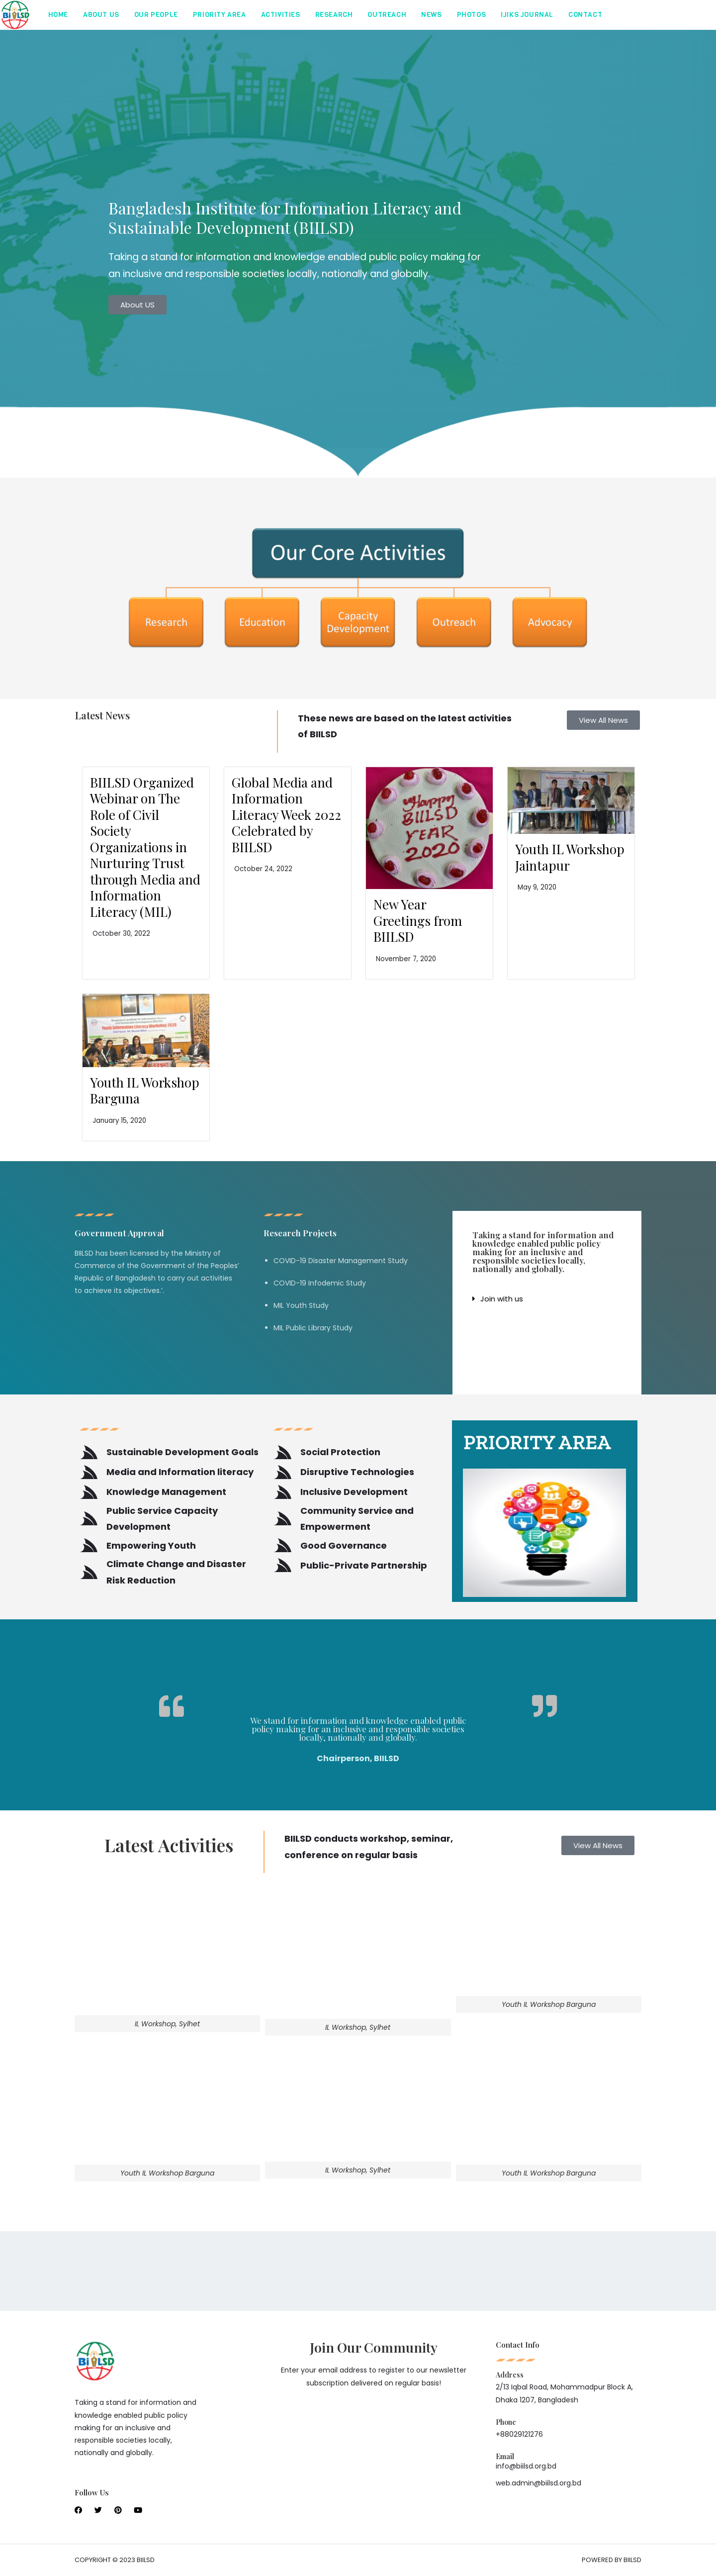 BIILSD
HOME ABOUT US OUR PEOPLE PRIORITY AREA ACTIVITIES RESEARCH OUTREACH NEWS PHOTOS IJIKS JOURNAL CONTACT
Bangladesh Institute for Information Literacy and
Sustainable Development (BIILSD)
Taking a stand for information and knowledge enabled public policy making for
an inclusive and responsible societies locally, nationally and globally.
About US
Our Core Activities
Research
Education
Capacity
Development
Outreach
Advocacy
Latest News
These news are based on the latest activities
of BIILSD
View All News
BIILSD Organized
Webinar on The
Role of Civil
Society
Organizations in
Nurturing Trust
through Media and
Information
Literacy (MIL)
October 30, 2022
Global Media and
Information
Literacy Week 2022
Celebrated by
BIILSD
October 24, 2022
Happy
BIILSD
YEAR
2020
New Year
Greetings from
BIILSD
November 7, 2020
Youth IL Workshop
Jaintapur
May 9, 2020
Youth IL Workshop
Barguna
January 15, 2020
Government Approval
BIILSD has been licensed by the Ministry of
Commerce of the Government of the Peoples'
Republic of Bangladesh to carry out activities
to achieve its objectives.'.
Research Projects
COVID-19 Disaster Management Study
COVID-19 Infodemic Study
MIL Youth Study
MIL Public Library Study
Taking a stand for information and
knowledge enabled public policy
making for an inclusive and
responsible societies locally,
nationally and globally.
Join with us
Sustainable Development Goals
Media and Information literacy
Knowledge Management
Public Service Capacity
Development
Empowering Youth
Climate Change and Disaster
Risk Reduction
Social Protection
Disruptive Technologies
Inclusive Development
Community Service and
Empowerment
Good Governance
Public-Private Partnership
PRIORITY AREA
We stand for information and knowledge enabled public
policy making for an inclusive and responsible societies
locally, nationally and globally.
Chairperson, BIILSD
Latest Activities
BIILSD conducts workshop, seminar,
conference on regular basis
View All News
IL Workshop, Sylhet
IL Workshop, Sylhet
Youth IL Workshop Barguna
Youth IL Workshop Barguna
IL Workshop, Sylhet
Youth IL Workshop Barguna
BIILSD
Taking a stand for information and
knowledge enabled public policy
making for an inclusive and
responsible societies locally,
nationally and globally.
Follow Us
Join Our Community
Enter your email address to register to our newsletter
subscription delivered on regular basis!
Contact Info
Address
2/13 Iqbal Road, Mohammadpur Block A,
Dhaka 1207, Bangladesh
Phone
+88029121276
Email
info@biilsd.org.bd
web.admin@biilsd.org.bd
COPYRIGHT © 2023 BIILSD
POWERED BY BIILSD